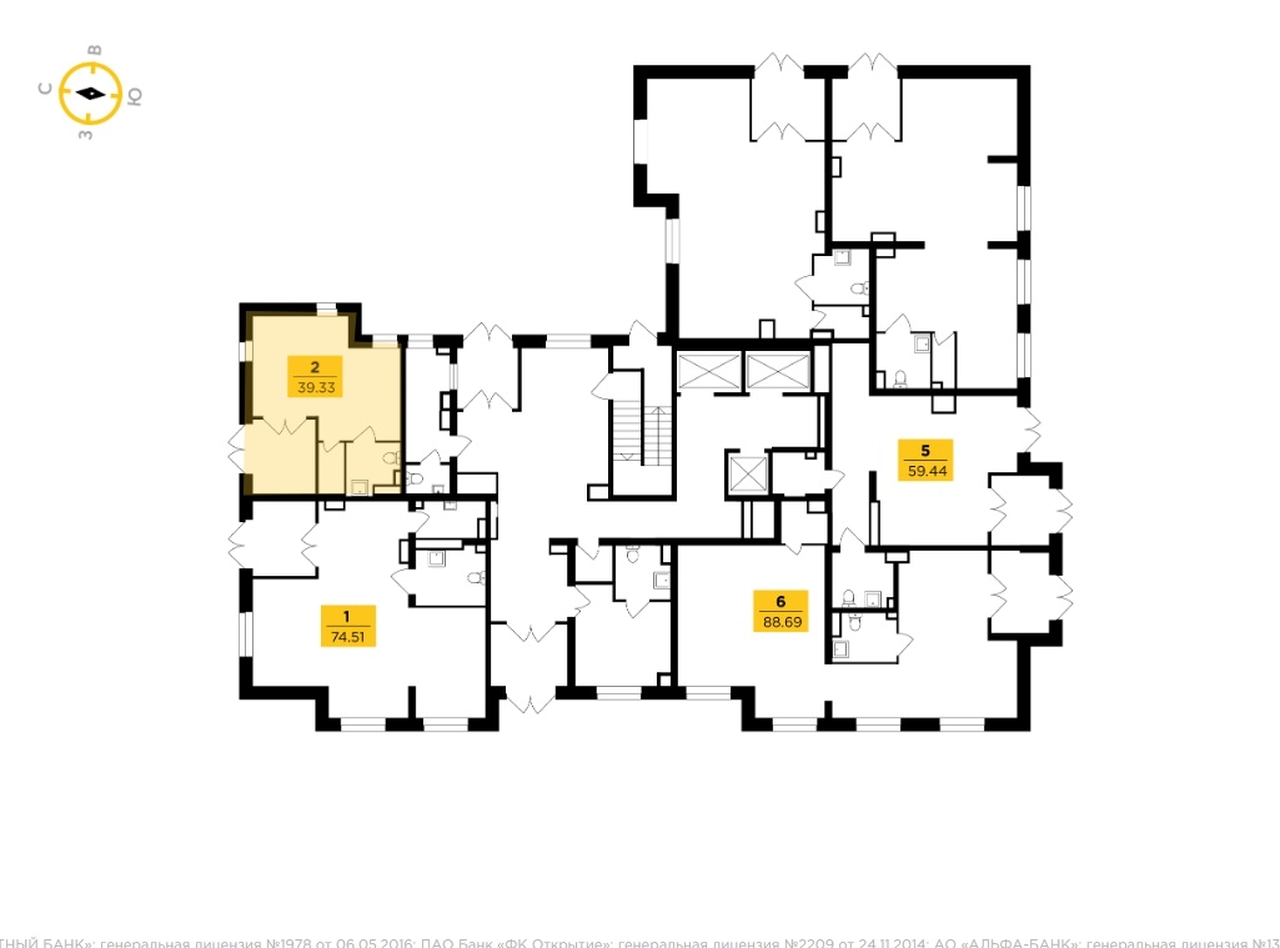 В
С
Ю
З
2
39.33
5
59.44
1
74.51
6
88.69
ТНЫЙ БАНК»: генеральная лицензия №1978 от 06.05.2016; ПАО Банк «ФК Открытие»: генеральная лицензия №2209 от 24.11.2014; АО «АЛЬФА-БАНК»: генеральная лицензия №13